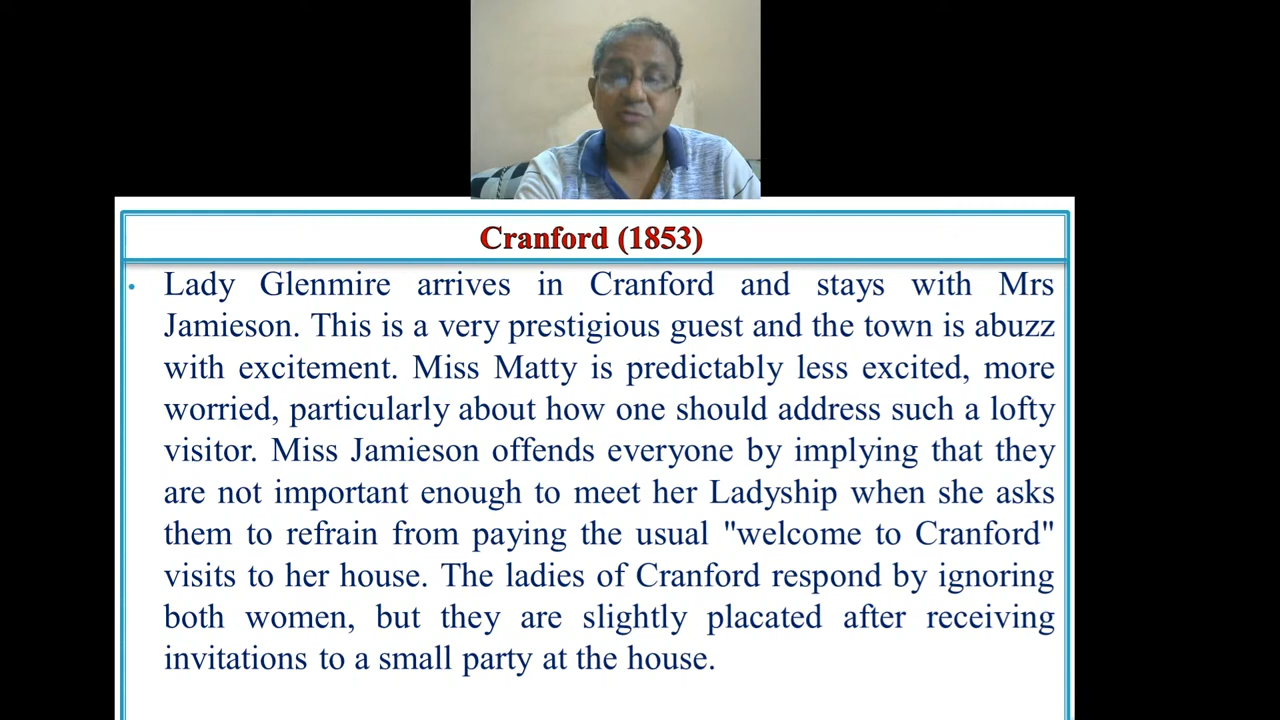 Cranford (1853)
• Lady Glenmire arrives in Cranford and stays with Mrs
Jamieson. This is a very prestigious guest and the town is abuzz
with excitement. Miss Matty is predictably less excited, more
worried, particularly about how one should address such a lofty
visitor. Miss Jamieson offends everyone by implying that they
are not important enough to meet her Ladyship when she asks
them to refrain from paying the usual "welcome to Cranford"
visits to her house. The ladies of Cranford respond by ignoring
both women, but they are slightly placated after receiving
invitations to a small party at the house.